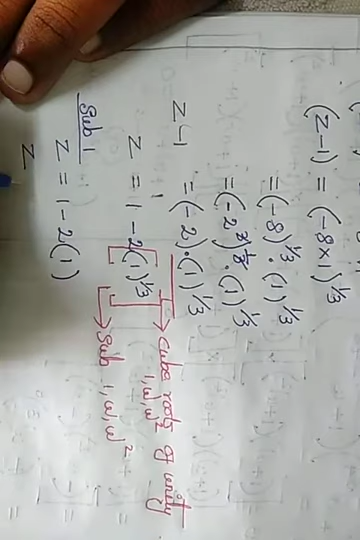 (z-1) = (-8×1)^1/3
= (-8)^1/3 . (1)^1/3
= (-2^3)^1/3 . (1)^1/3
z-1 = (-2) . (1)^1/3
z = 1 - 2(1)^1/3
→ cube roots of unity
1, ω, ω²
→ Sub 1, ω, ω²
Sub 1
z = 1 - 2(1)
z